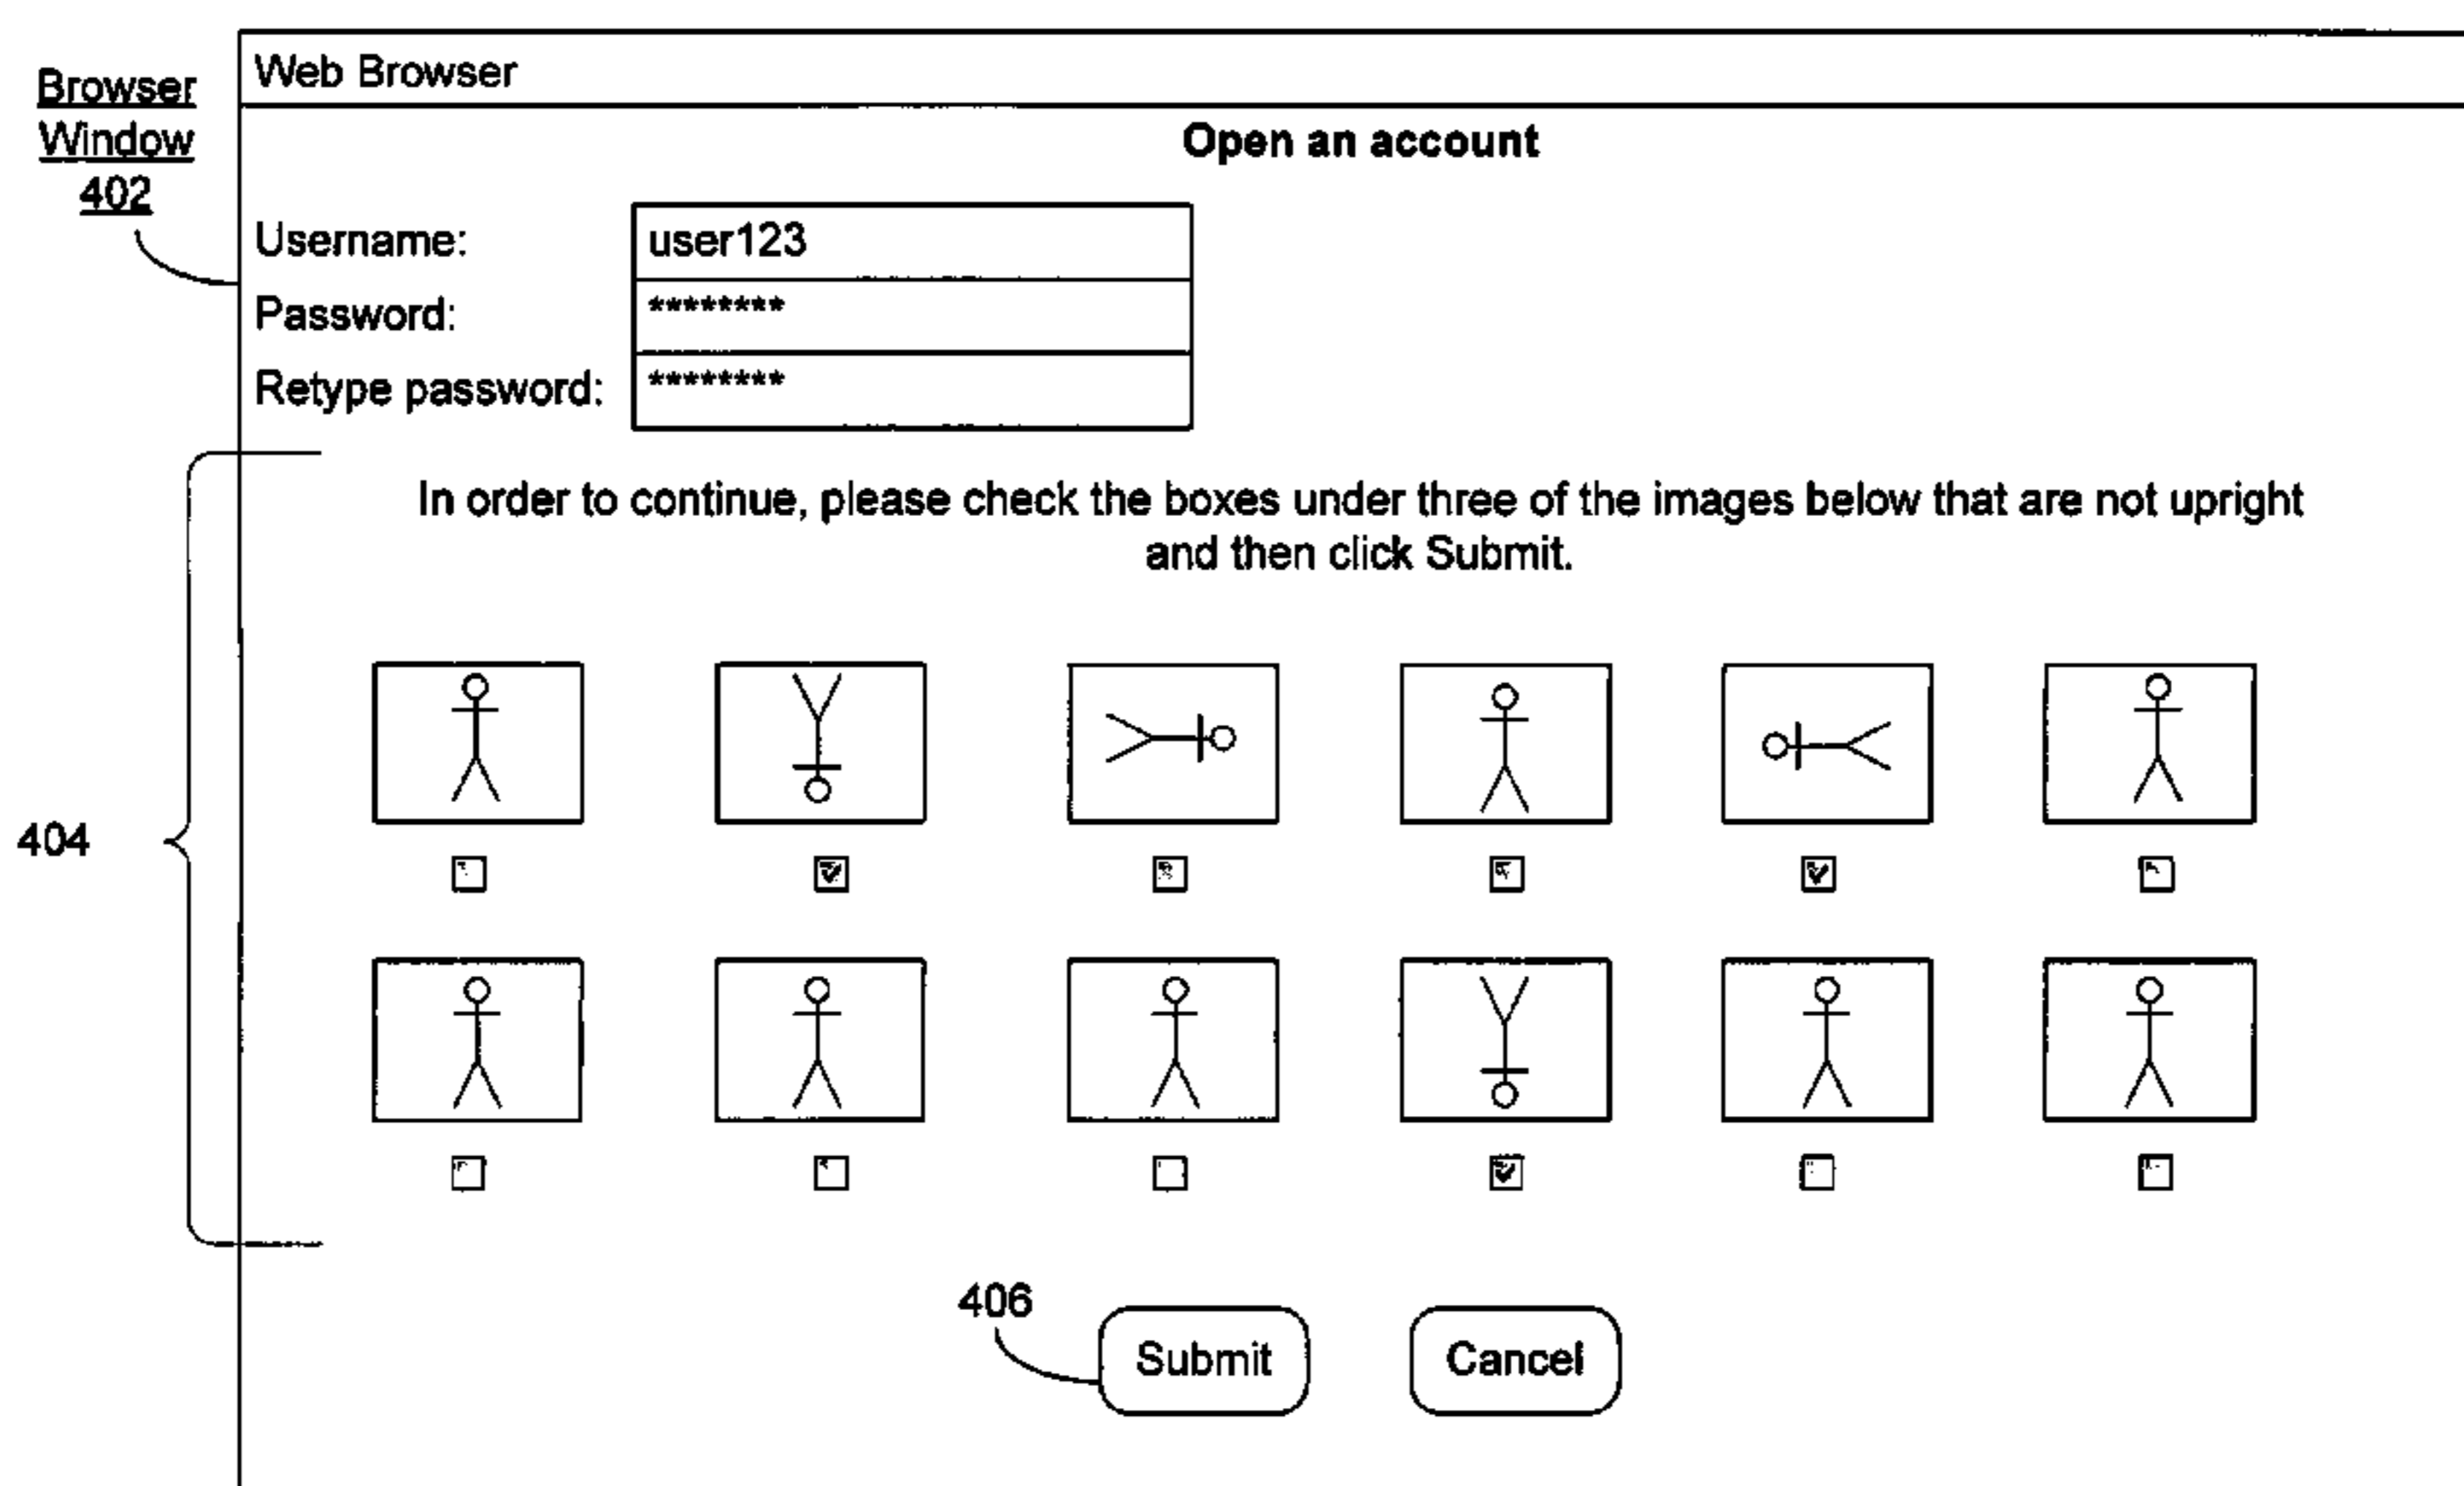 Web Browser
Browser
Window
402
Open an account
Username:
user123
Password:
********
Retype password:
********
In order to continue, please check the boxes under three of the images below that are not upright
and then click Submit.
404
406
Submit
Cancel